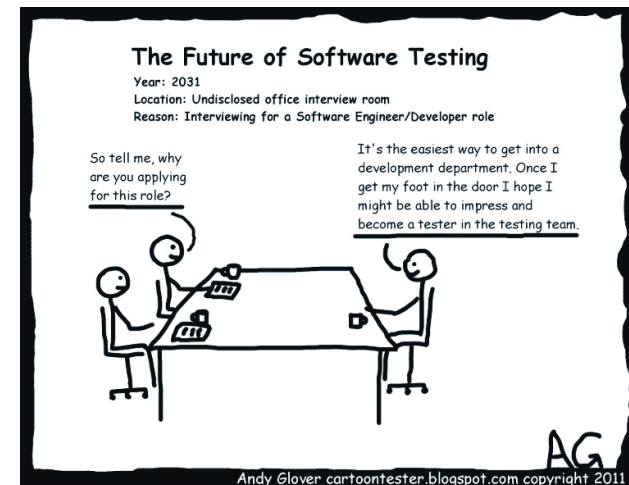 The Future of Software Testing
Year: 2031
Location: Undisclosed office interview room
Reason: Interviewing for a Software Engineer/Developer role
So tell me, why
are you applying
for this role?
It's the easiest way to get into a
development department. Once I
get my foot in the door I hope I
might be able to impress and
become a tester in the testing team.
AG
Andy Glover cartoontester.blogspot.com copyright 2011